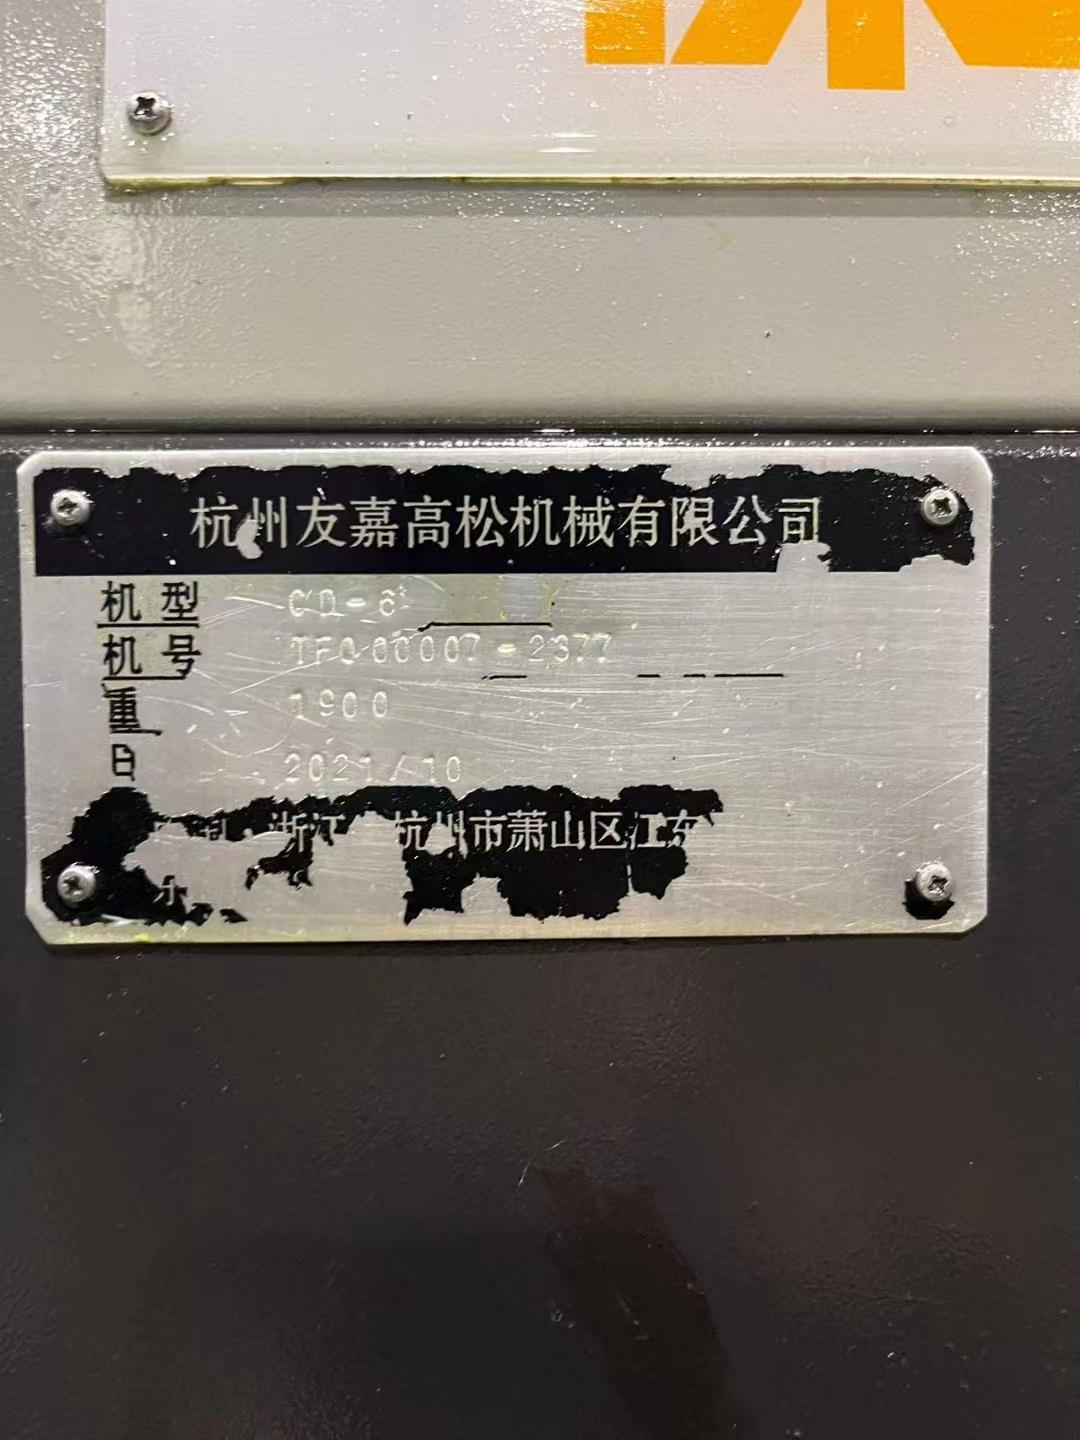 杭州友嘉高松机械有限公司
机型 CD-6
机号 TFC00007-2377
重 1900
日 2021/10
浙江 杭州市萧山区江东